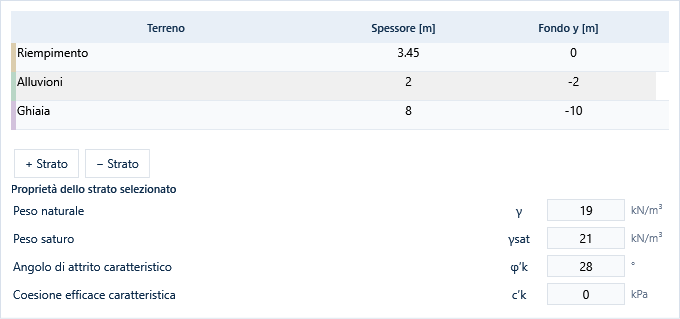 Terreno Spessore [m] Fondo y [m]
Riempimento 3.45 0
Alluvioni 2 -2
Ghiaia 8 -10
+ Strato − Strato
Proprietà dello strato selezionato
Peso naturale γ 19 kN/m³
Peso saturo γsat 21 kN/m³
Angolo di attrito caratteristico φ'k 28 °
Coesione efficace caratteristica c'k 0 kPa